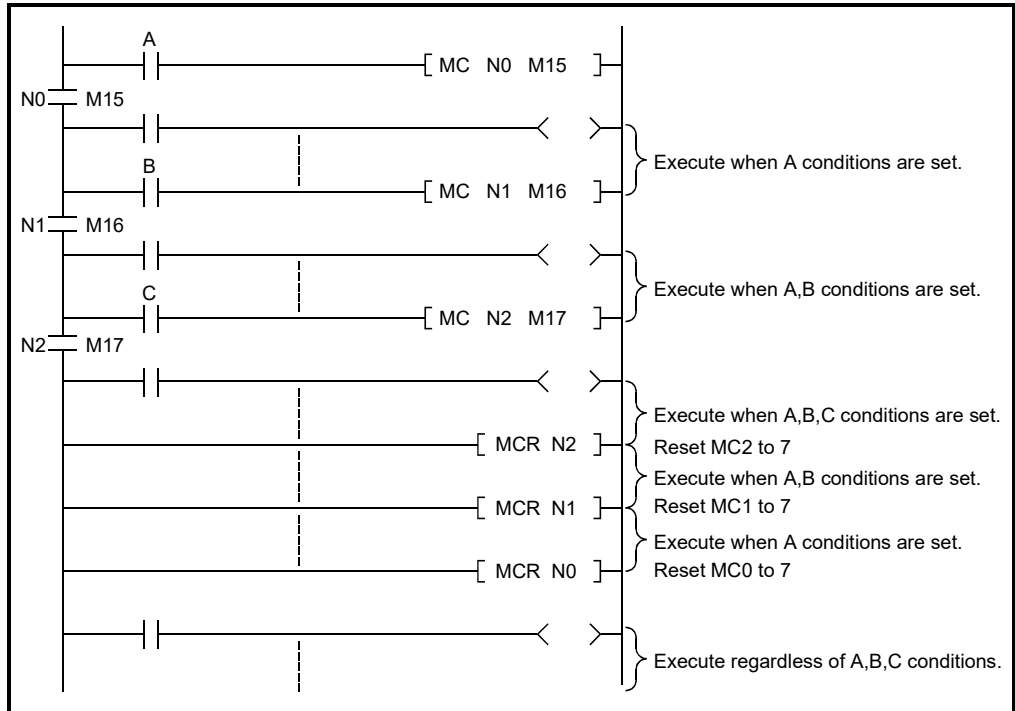 A
MC N0 M15
N0 M15
Execute when A conditions are set.
B
MC N1 M16
N1 M16
Execute when A,B conditions are set.
C
MC N2 M17
N2 M17
Execute when A,B,C conditions are set.
MCR N2
Reset MC2 to 7
Execute when A,B conditions are set.
MCR N1
Reset MC1 to 7
Execute when A conditions are set.
MCR N0
Reset MC0 to 7
Execute regardless of A,B,C conditions.